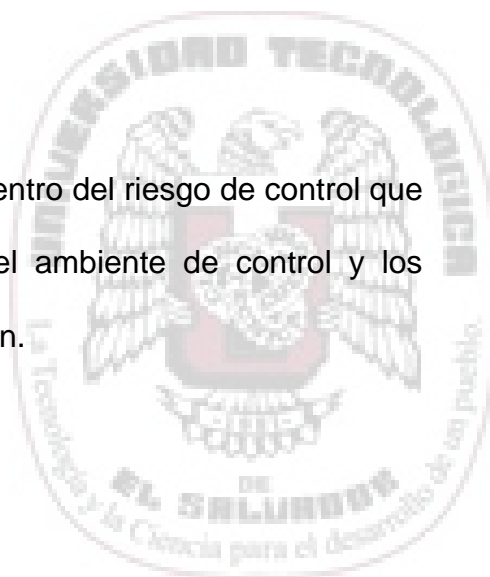 UNIVERSIDAD TECNOLOGICA
entro del riesgo de control que
el ambiente de control y los
n.
La Tecnología y la Ciencia para el desarrollo de un pueblo.
DE
EL SALVADOR